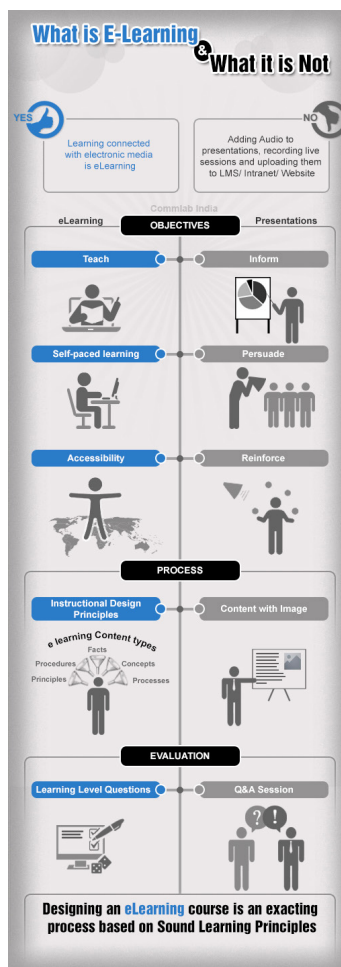 What is E-Learning
&
What it is Not
YES
Learning connected
with electronic media
is eLearning
NO
Adding Audio to
presentations, recording live
sessions and uploading them
to LMS/ Intranet/ Website
Commlab India
eLearning
Presentations
OBJECTIVES
Teach
Inform
Self-paced learning
Persuade
Accessibility
Reinforce
PROCESS
Instructional Design
Principles
Content with Image
e learning Content types
Facts
Procedures
Concepts
Principles
Processes
EVALUATION
Learning Level Questions
Q&A Session
? !
Designing an eLearning course is an exacting
process based on Sound Learning Principles